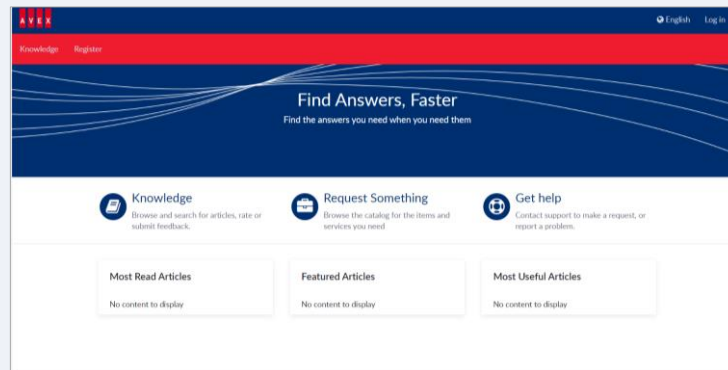 AVEX
English Log in
Knowledge Register
Find Answers, Faster
Find the answers you need when you need them
Knowledge
Browse and search for articles, rate or
submit feedback.
Request Something
Browse the catalog for the items and
services you need
Get help
Contact support to make a request, or
report a problem.
Most Read Articles
No content to display
Featured Articles
No content to display
Most Useful Articles
No content to display